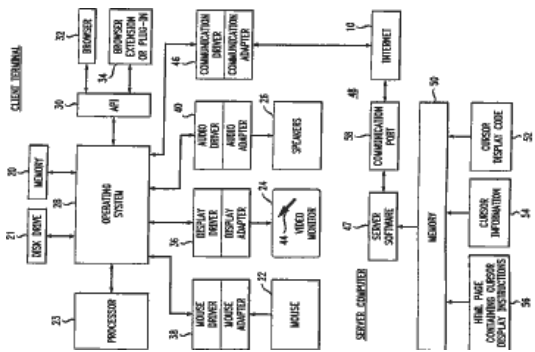 CLIENT TERMINAL
23
PROCESSOR
21
DISK DRIVE
20
MEMORY
28
OPERATING
SYSTEM
30
API
32
BROWSER
34
BROWSER
EXTENSION
OR PLUG-IN
38
MOUSE DRIVER
MOUSE ADAPTER
22
MOUSE
36
DISPLAY DRIVER
DISPLAY ADAPTER
24
44
VIDEO
MONITOR
40
AUDIO DRIVER
AUDIO ADAPTER
26
SPEAKERS
46
COMMUNICATION DRIVER
COMMUNICATION ADAPTER
10
INTERNET
48
SERVER COMPUTER
47
SERVER
SOFTWARE
58
COMMUNICATION
PORT
50
MEMORY
56
HTML PAGE
CONTAINING CURSOR
DISPLAY INSTRUCTIONS
54
CURSOR
INFORMATION
52
CURSOR
DISPLAY CODE